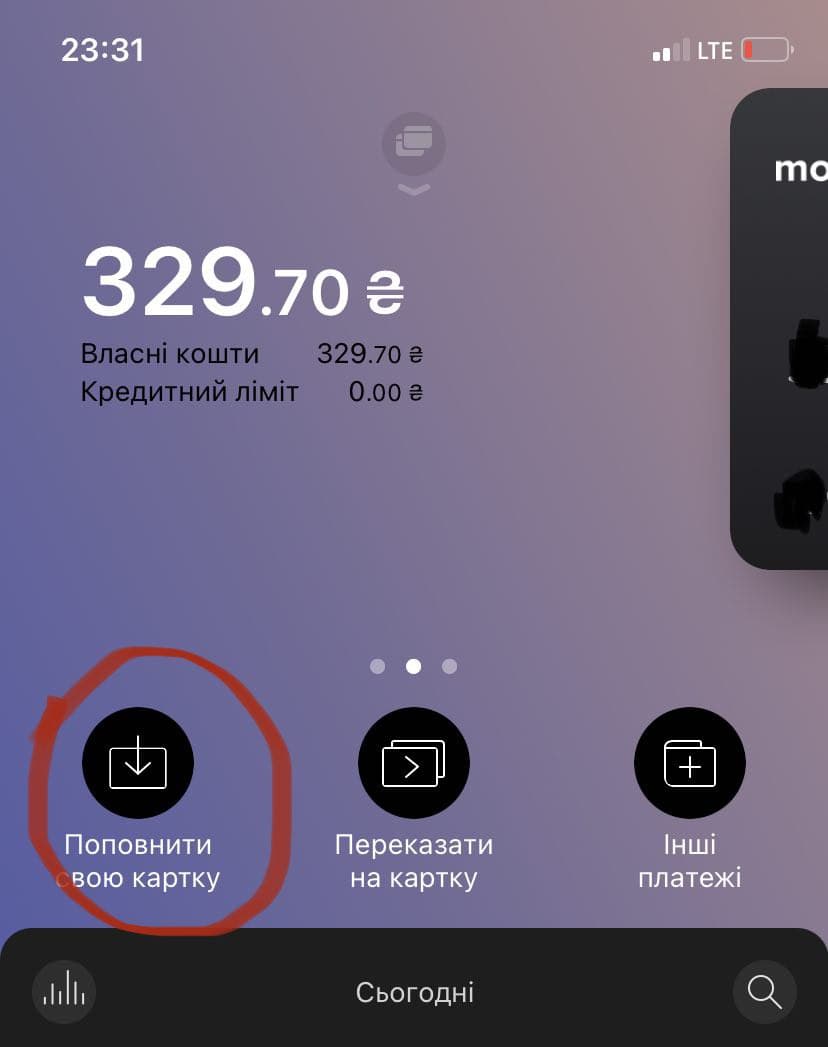 23:31
LTE
mo
329.70 ₴
Власні кошти 329.70 ₴
Кредитний ліміт 0.00 ₴
Поповнити
свою картку
Переказати
на картку
Інші
платежі
Сьогодні